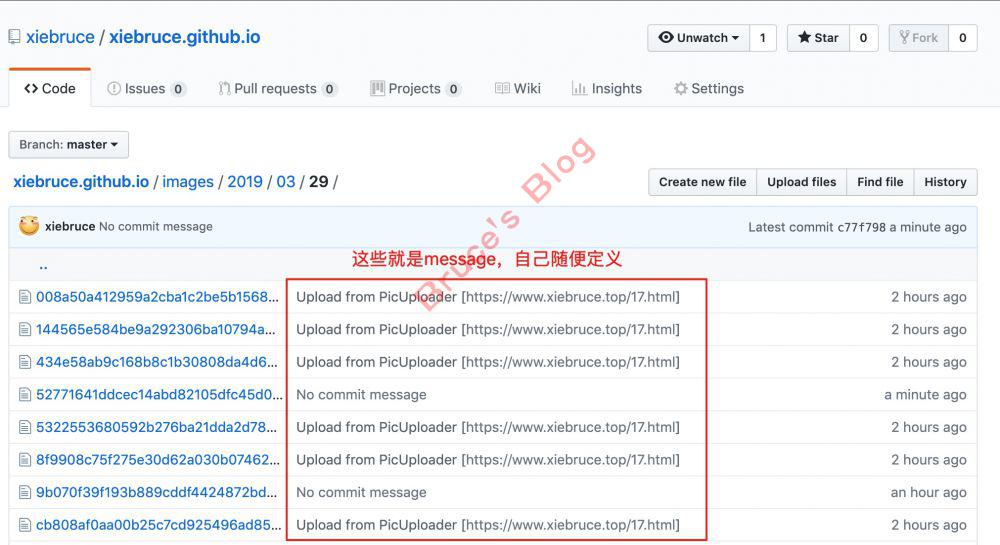 xiebruce / xiebruce.github.io Unwatch 1 Star 0 Fork 0
Code Issues 0 Pull requests 0 Projects 0 Wiki Insights Settings
Branch: master
xiebruce.github.io / images / 2019 / 03 / 29 / Create new file Upload files Find file History
xiebruce No commit message Latest commit c77f798 a minute ago
..
这些就是message，自己随便定义
008a50a412959a2cba1c2be5b1568... Upload from PicUploader [https://www.xiebruce.top/17.html] 2 hours ago
144565e584be9a292306ba10794a... Upload from PicUploader [https://www.xiebruce.top/17.html] 2 hours ago
434e58ab9c168b8c1b30808da4d6... Upload from PicUploader [https://www.xiebruce.top/17.html] 2 hours ago
52771641ddcec14abd82105dfc45d0... No commit message a minute ago
5322553680592b276ba21dda2d78... Upload from PicUploader [https://www.xiebruce.top/17.html] 2 hours ago
8f9908c75f275e30d62a030b07462... Upload from PicUploader [https://www.xiebruce.top/17.html] 2 hours ago
9b070f39f193b889cddf4424872bd... No commit message an hour ago
cb808af0aa00b25c7cd925496ad85... Upload from PicUploader [https://www.xiebruce.top/17.html] 2 hours ago
Bruce's Blog